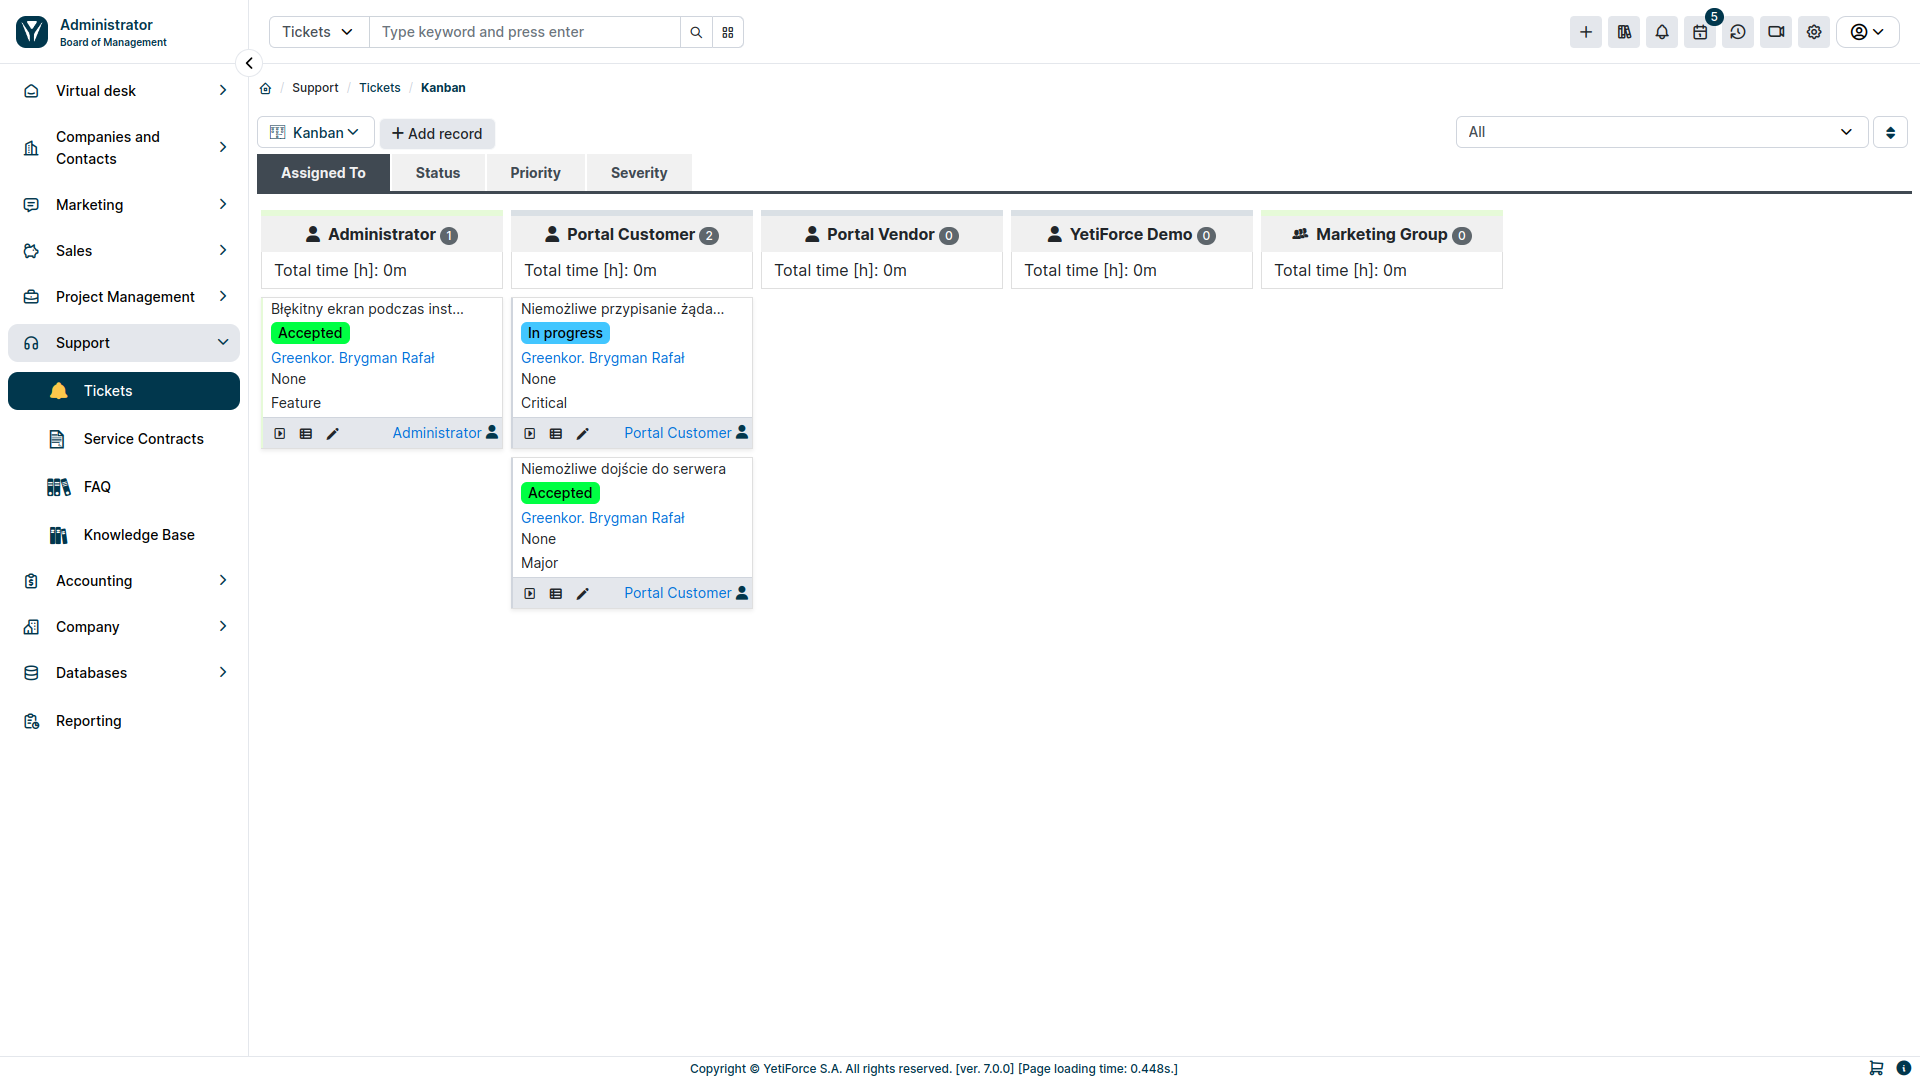 Administrator
Board of Management
Tickets
Type keyword and press enter
5
Virtual desk
Companies and
Contacts
Marketing
Sales
Project Management
Support
Tickets
Service Contracts
FAQ
Knowledge Base
Accounting
Company
Databases
Reporting
/ Support / Tickets / Kanban
Kanban
Add record
All
Assigned To
Status
Priority
Severity
Administrator 1
Total time [h]: 0m
Błękitny ekran podczas inst...
Accepted
Greenkor. Brygman Rafał
None
Feature
Administrator
Portal Customer 2
Total time [h]: 0m
Niemożliwe przypisanie żąda...
In progress
Greenkor. Brygman Rafał
None
Critical
Portal Customer
Niemożliwe dojście do serwera
Accepted
Greenkor. Brygman Rafał
None
Major
Portal Customer
Portal Vendor 0
Total time [h]: 0m
YetiForce Demo 0
Total time [h]: 0m
Marketing Group 0
Total time [h]: 0m
Copyright © YetiForce S.A. All rights reserved. [ver. 7.0.0] [Page loading time: 0.448s.]